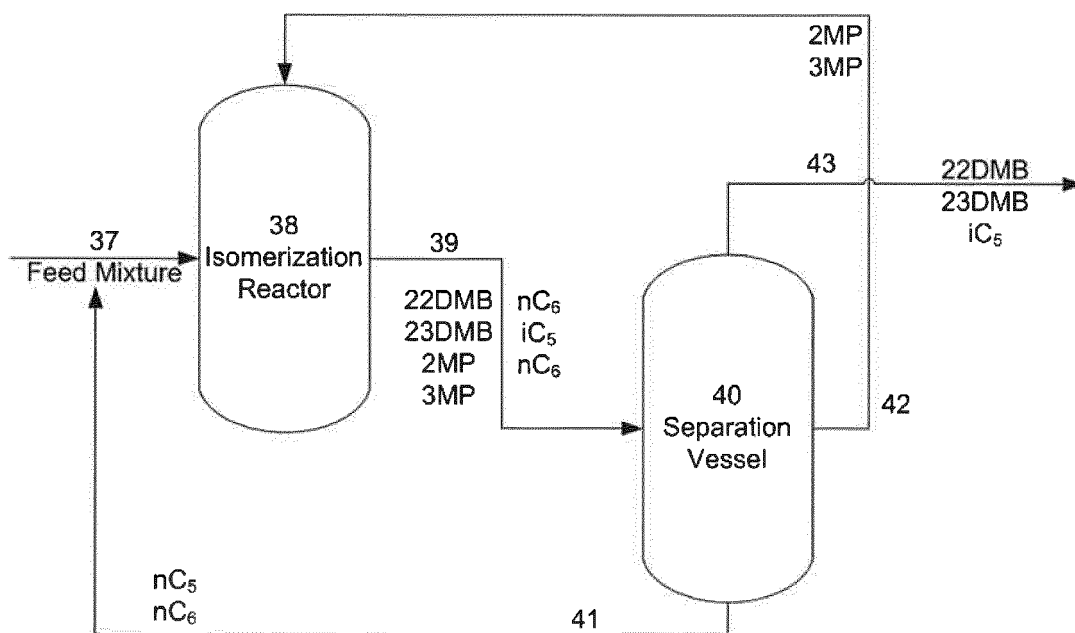 2MP
3MP
43
22DMB
23DMB
iC₅
37
Feed Mixture
38
Isomerization
Reactor
39
22DMB nC₆
23DMB iC₅
2MP nC₆
3MP
40
Separation
Vessel
42
nC₅
nC₆
41